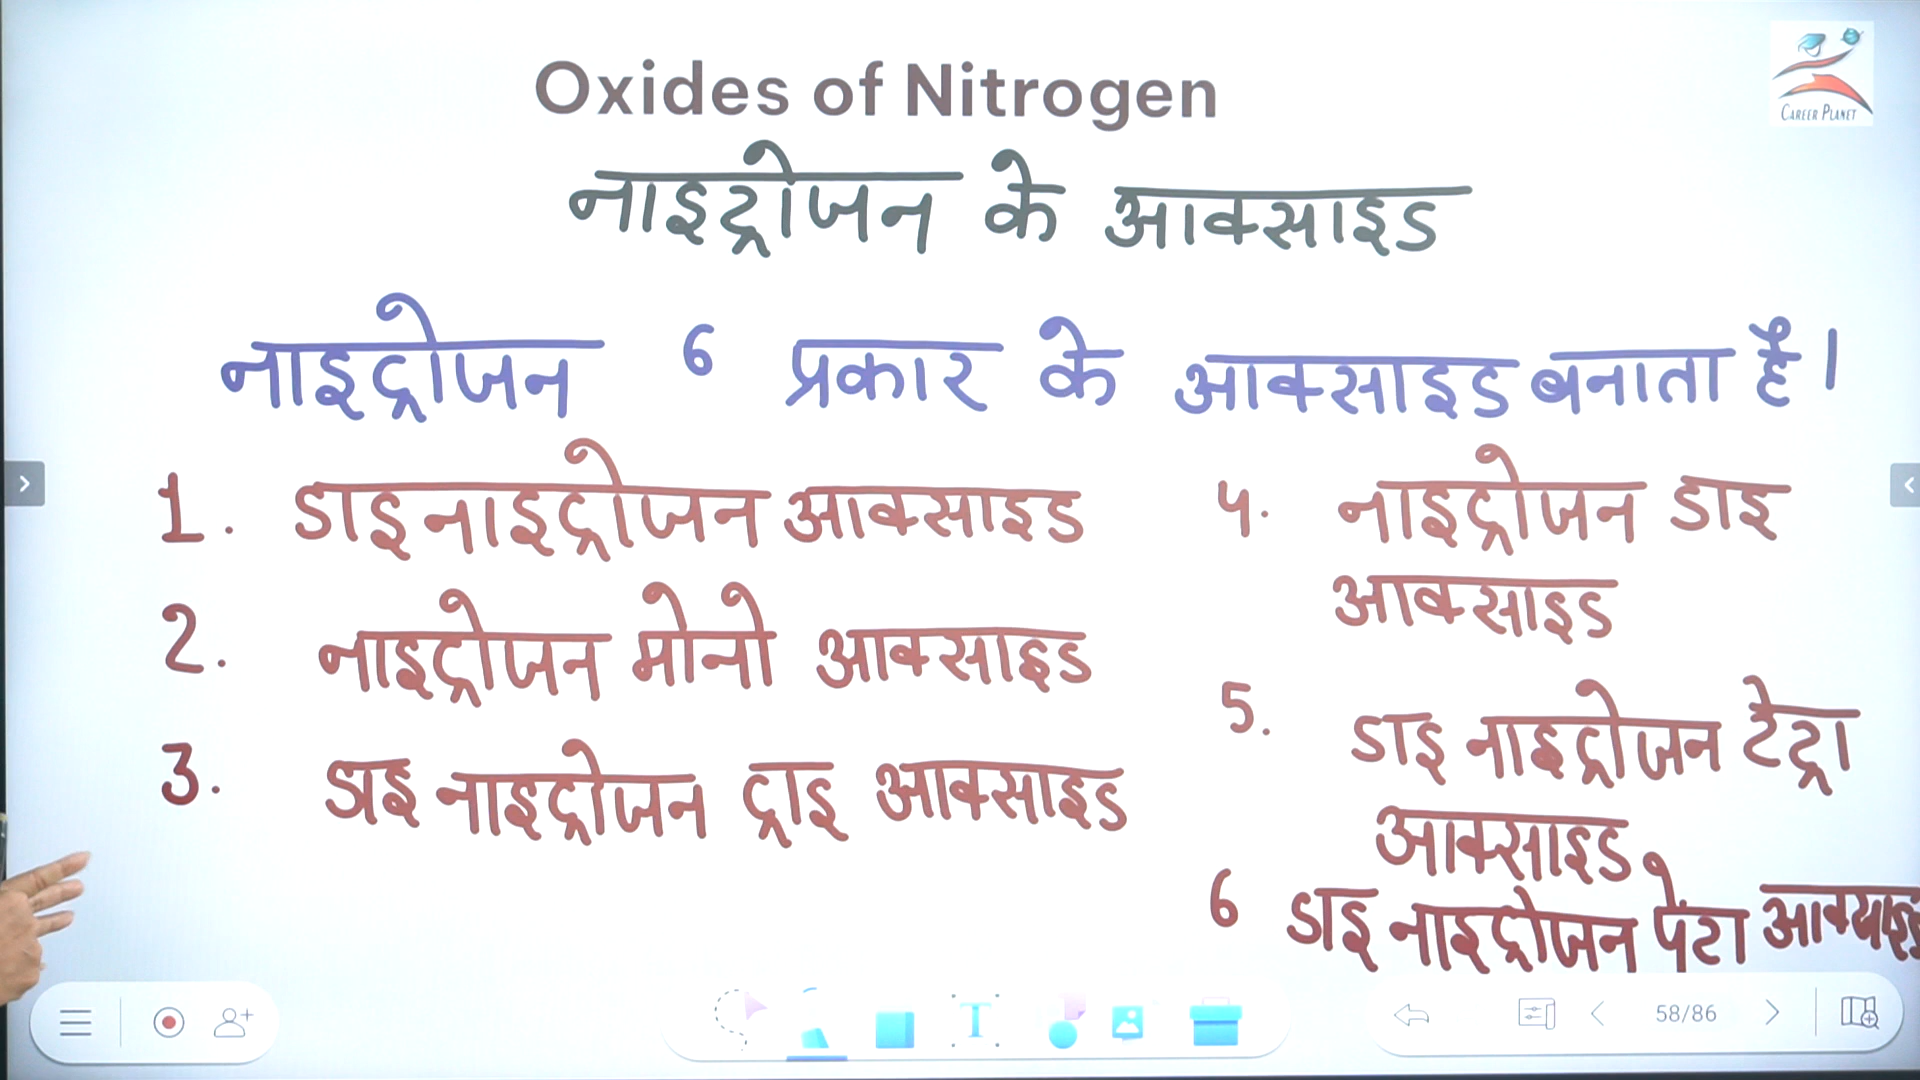 Oxides of Nitrogen
CAREER PLANET
नाइट्रोजन के आक्साइड
नाइट्रोजन 6 प्रकार के आक्साइड बनाता है।
1. डाइनाइट्रोजन आक्साइड
2. नाइट्रोजन मोनो आक्साइड
3. डाइ नाइट्रोजन ट्राइ आक्साइड
4. नाइट्रोजन डाइ
आक्साइड
5. डाइ नाइट्रोजन टेट्रा
आक्साइड
6 डाइ नाइट्रोजन पेंटा आक्साइड
T
58/86